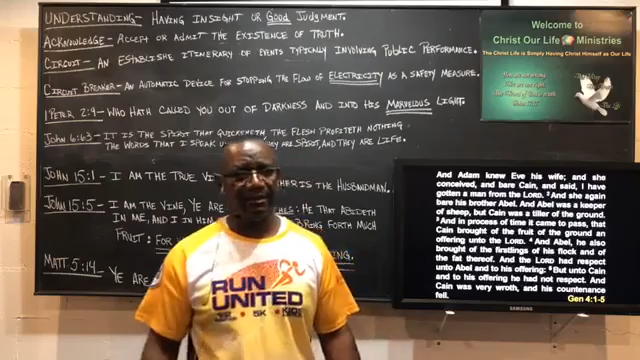 Understanding- Having Insight or Good Judgment.
Acknowledge- Accept or Admit the Existence of Truth.
Circuit- An Establishe itinerary of Events Typically Involving Public Performance.
Circuit Breaker- An Automatic Device for Stopping the Flow of Electricity as a Safety Measure.
1 Peter 2:9- Who Hath Called You Out of Darkness and Into His Marvelous Light.
John 6:63- It is the Spirit That Quickeneth, the Flesh Profiteth Nothing
The Words That I Speak They Are Spirit, and They Are Life.
John 15:1- I Am the True is the Husbandman.
John 15:5- I Am the Vine, Ye Are He That Abideth
in Me, and I in Him Forth Much
Fruit:
Matt 5:14- Ye Are
Welcome to
Christ Our Life Ministries
The Christ Life is Simply Having Christ Himself as Our Life
The Way
The Life
And Adam knew Eve his wife; and she
conceived, and bare Cain, and said, I have
gotten a man from the LORD. 2 And she again
bare his brother Abel. And Abel was a keeper
of sheep, but Cain was a tiller of the ground.
3 And in process of time it came to pass, that
Cain brought of the fruit of the ground an
offering unto the LORD. 4 And Abel, he also
brought of the firstlings of his flock and of
the fat thereof. And the LORD had respect
unto Abel and to his offering: 5 But unto Cain
and to his offering he had not respect. And
Cain was very wroth, and his countenance
fell. Gen 4:1-5
SAMSUNG
RUN
UNITED
5K
KIDS